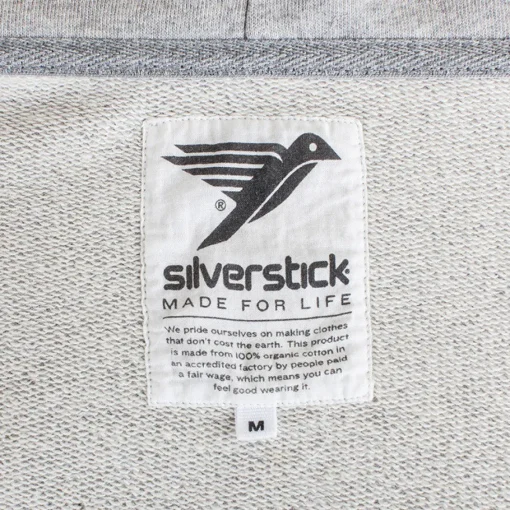 ®
silverstick
MADE FOR LIFE
We pride ourselves on making clothes
that don't cost the earth. This product
is made from 100% organic cotton in
an accredited factory by people paid
a fair wage, which means you can
feel good wearing it.
M